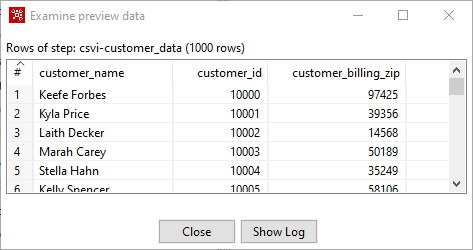 Examine preview data
Rows of step: csvi-customer_data (1000 rows)
# customer_name customer_id customer_billing_zip
1 Keefe Forbes 10000 97425
2 Kyla Price 10001 39356
3 Laith Decker 10002 14568
4 Marah Carey 10003 50189
5 Stella Hahn 10004 35249
6 Kelly Spencer 10005 58106
Close Show Log